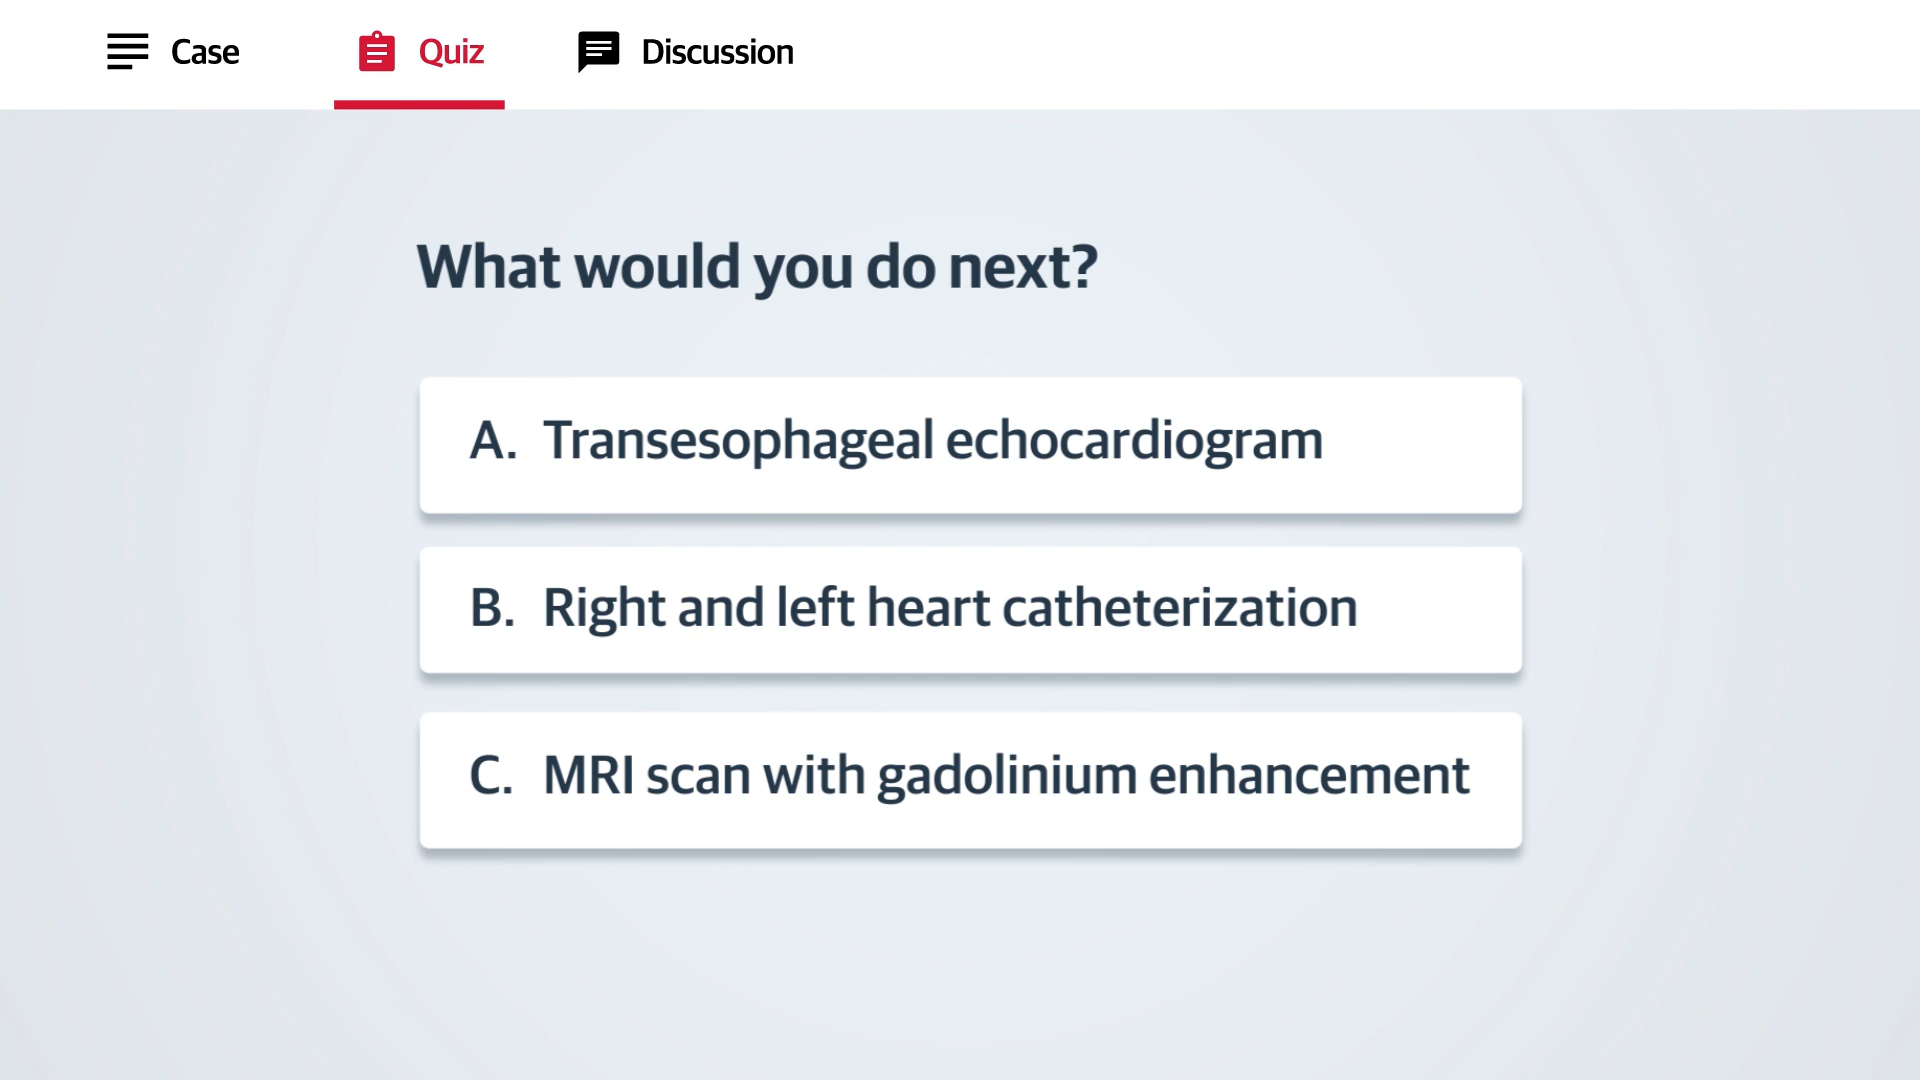 Case Quiz Discussion
What would you do next?
A. Transesophageal echocardiogram
B. Right and left heart catheterization
C. MRI scan with gadolinium enhancement